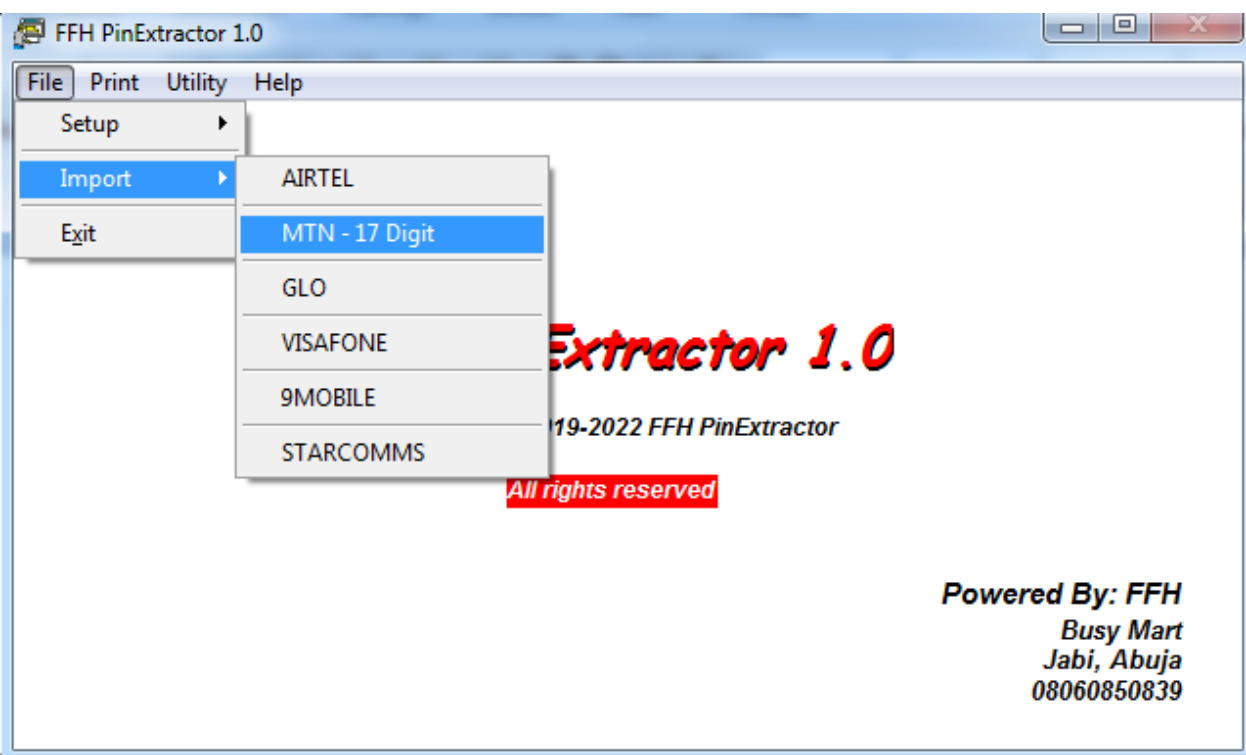 FFH PinExtractor 1.0
File Print Utility Help
Setup
Import
Exit
AIRTEL
MTN - 17 Digit
GLO
VISAFONE
9MOBILE
STARCOMMS
Extractor 1.0
19-2022 FFH PinExtractor
All rights reserved
Powered By: FFH
Busy Mart
Jabi, Abuja
08060850839